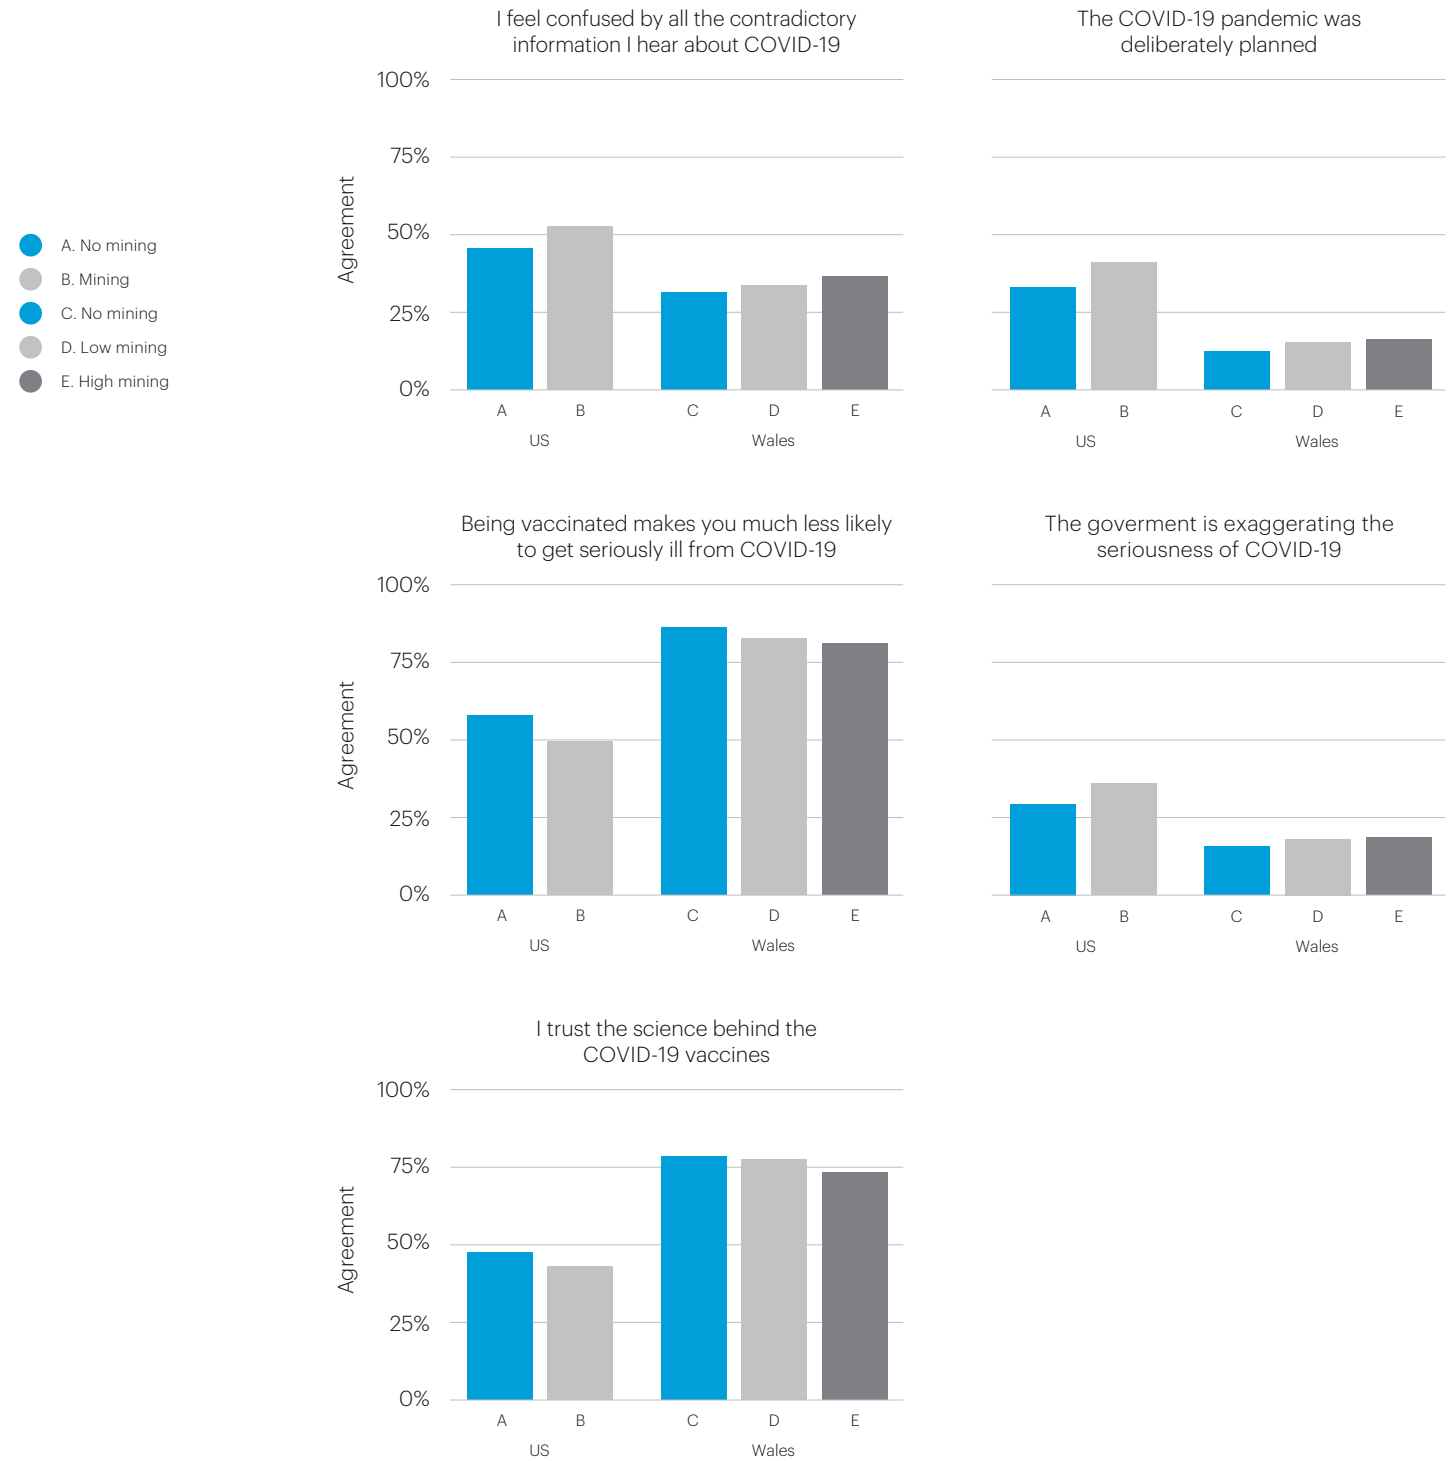 I feel confused by all the contradictory
information I hear about COVID-19
The COVID-19 pandemic was
deliberately planned
100%
75%
50%
25%
0%
Agreement
A. No mining
B. Mining
C. No mining
D. Low mining
E. High mining
A B C D E
US Wales
A B C D E
US Wales
Being vaccinated makes you much less likely
to get seriously ill from COVID-19
The goverment is exaggerating the
seriousness of COVID-19
100%
75%
50%
25%
0%
Agreement
A B C D E
US Wales
A B C D E
US Wales
I trust the science behind the
COVID-19 vaccines
100%
75%
50%
25%
0%
Agreement
A B C D E
US Wales